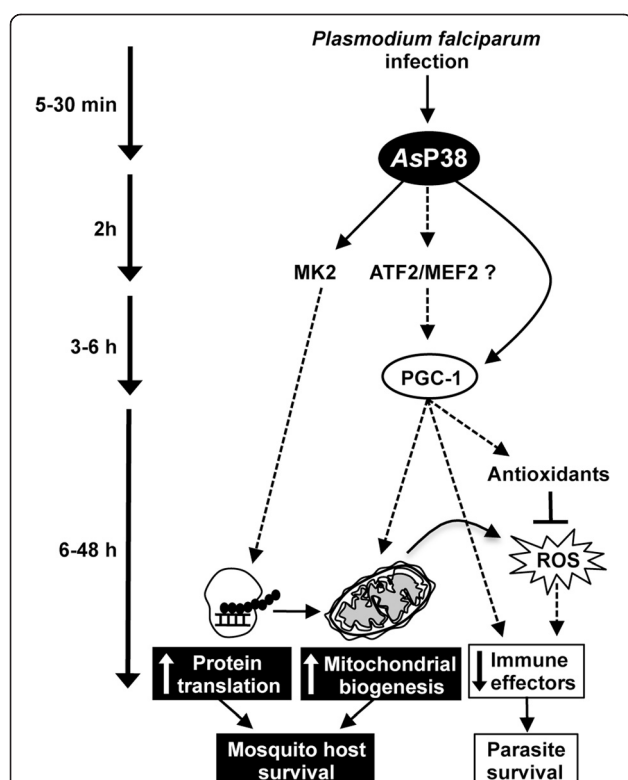 Plasmodium falciparum
infection
5-30 min
AsP38
2h
MK2
ATF2/MEF2 ?
3-6 h
PGC-1
Antioxidants
ROS
6-48 h
Protein
translation
Mitochondrial
biogenesis
Immune
effectors
Mosquito host
survival
Parasite
survival